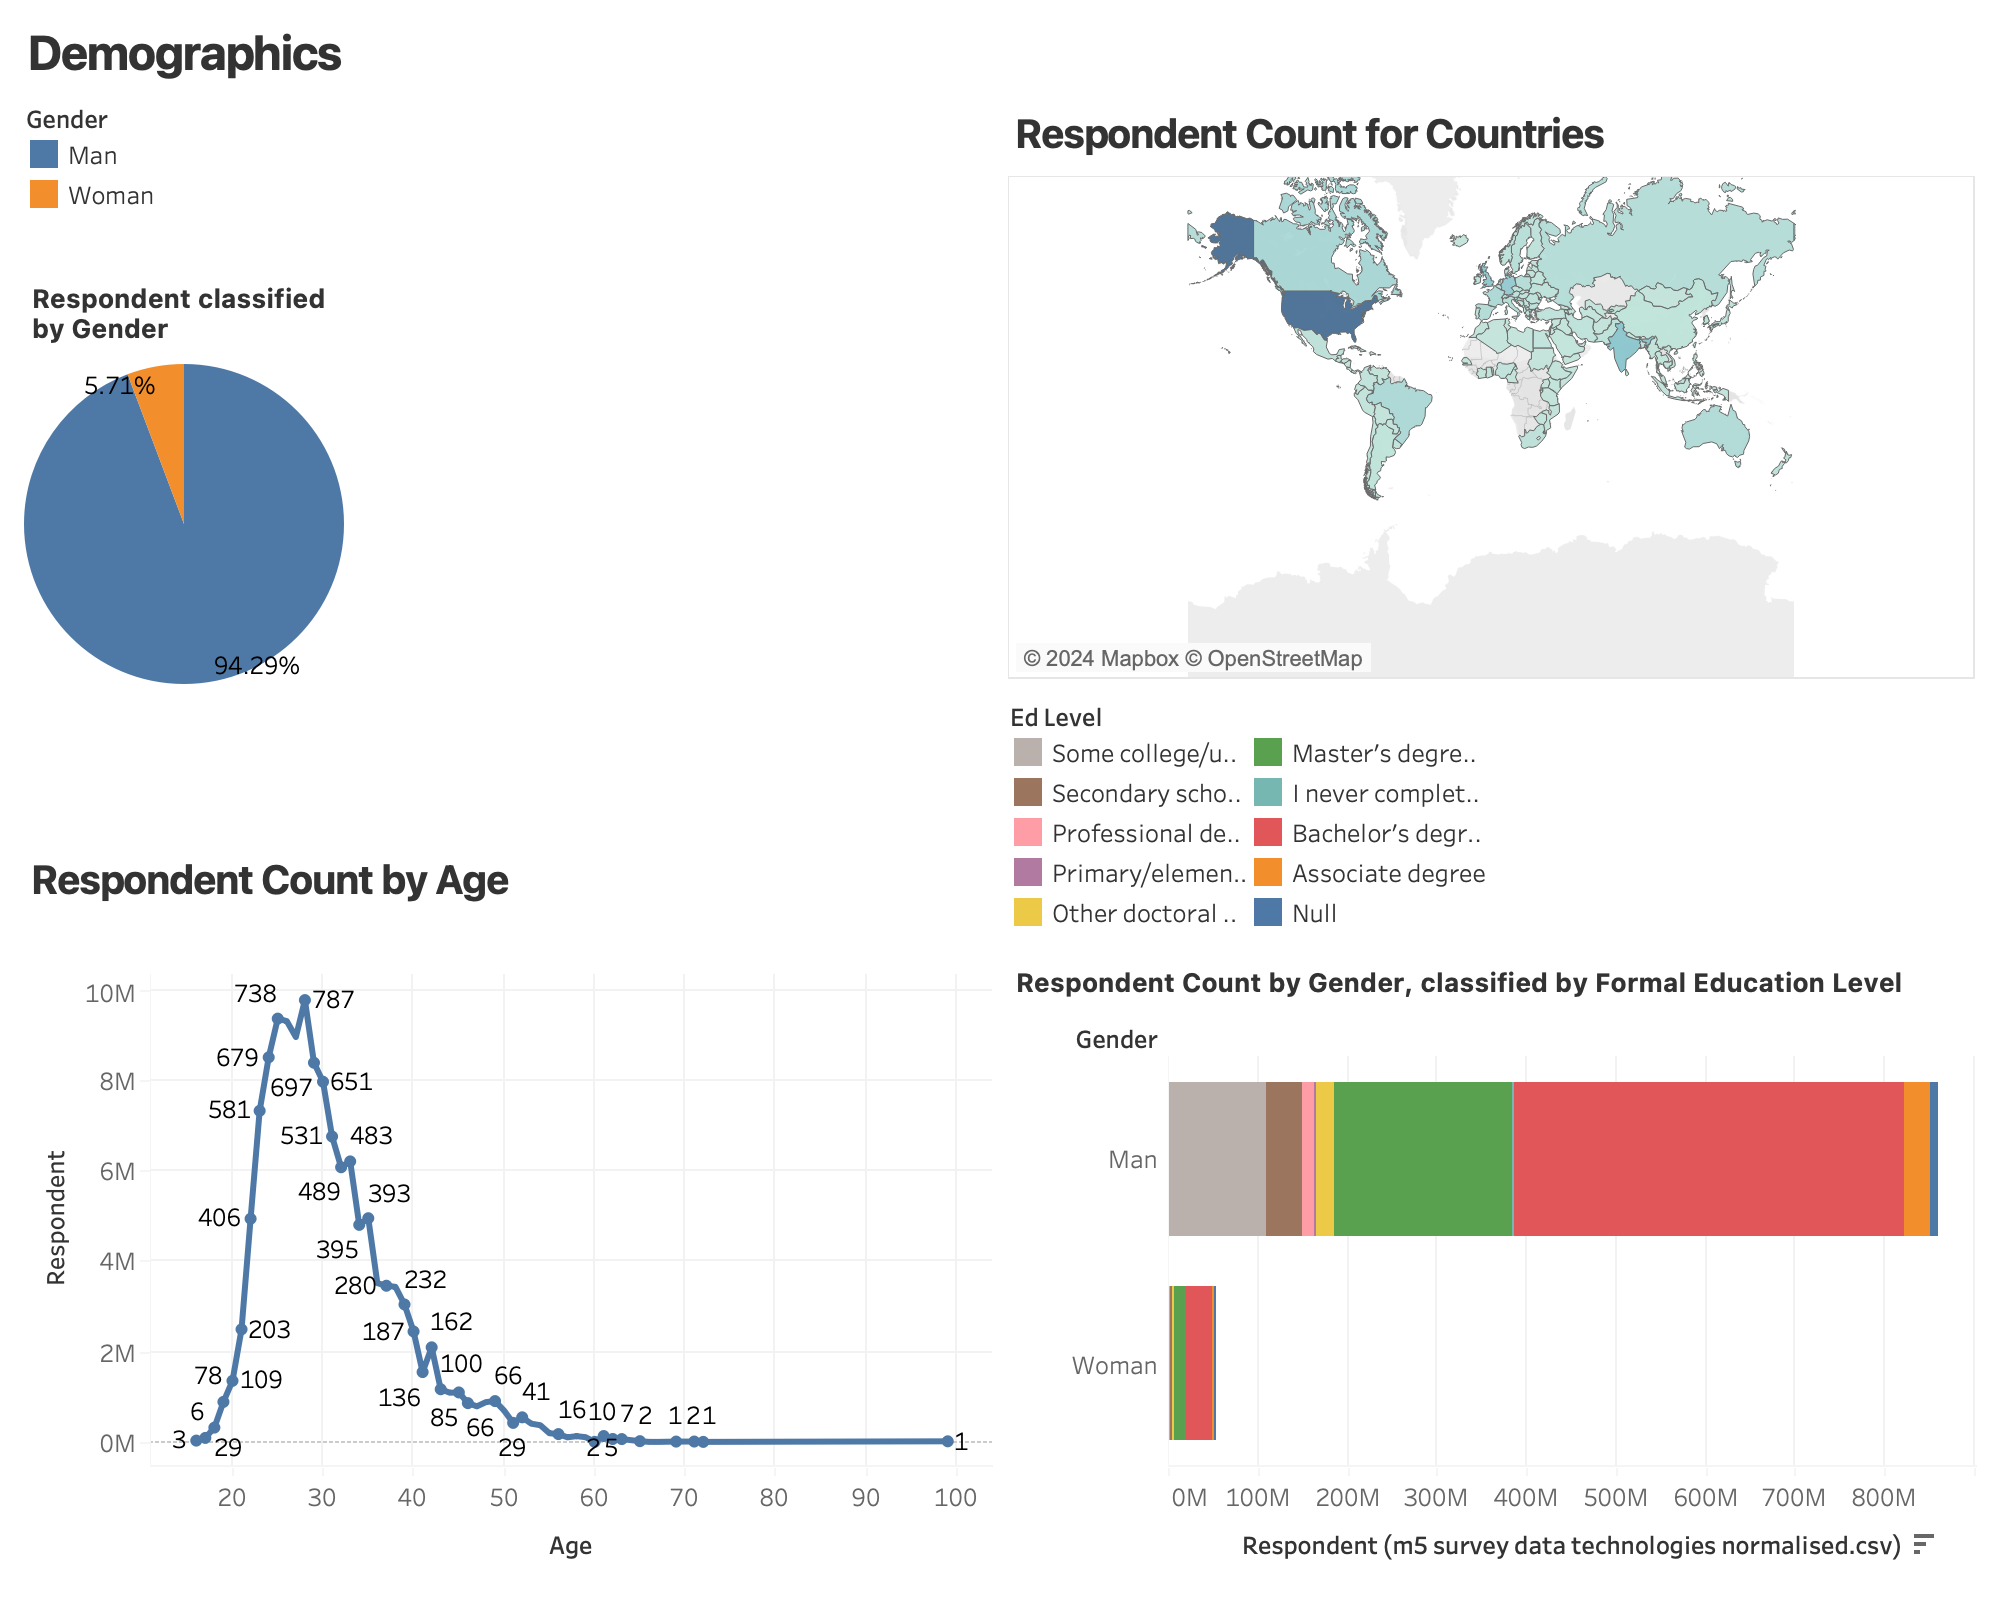 Demographics
Gender
Man
Woman
Respondent classified
by Gender
5.71%
94.29%
Respondent Count for Countries
© 2024 Mapbox © OpenStreetMap
Ed Level
Some college/u..
Master's degre..
Secondary scho..
I never complet..
Professional de..
Bachelor's degr..
Primary/elemen..
Associate degree
Other doctoral ..
Null
Respondent Count by Age
10M
8M
6M
4M
2M
0M
Respondent
738
787
679
697
651
581
531
483
489
393
406
395
280
232
203
187
162
78
109
100
136
66
41
6
85
66
16
10
7
2
1
2
1
3
29
29
2
5
1
20
30
40
50
60
70
80
90
100
Age
Respondent Count by Gender, classified by Formal Education Level
Gender
Man
Woman
0M
100M
200M
300M
400M
500M
600M
700M
800M
Respondent (m5 survey data technologies normalised.csv)